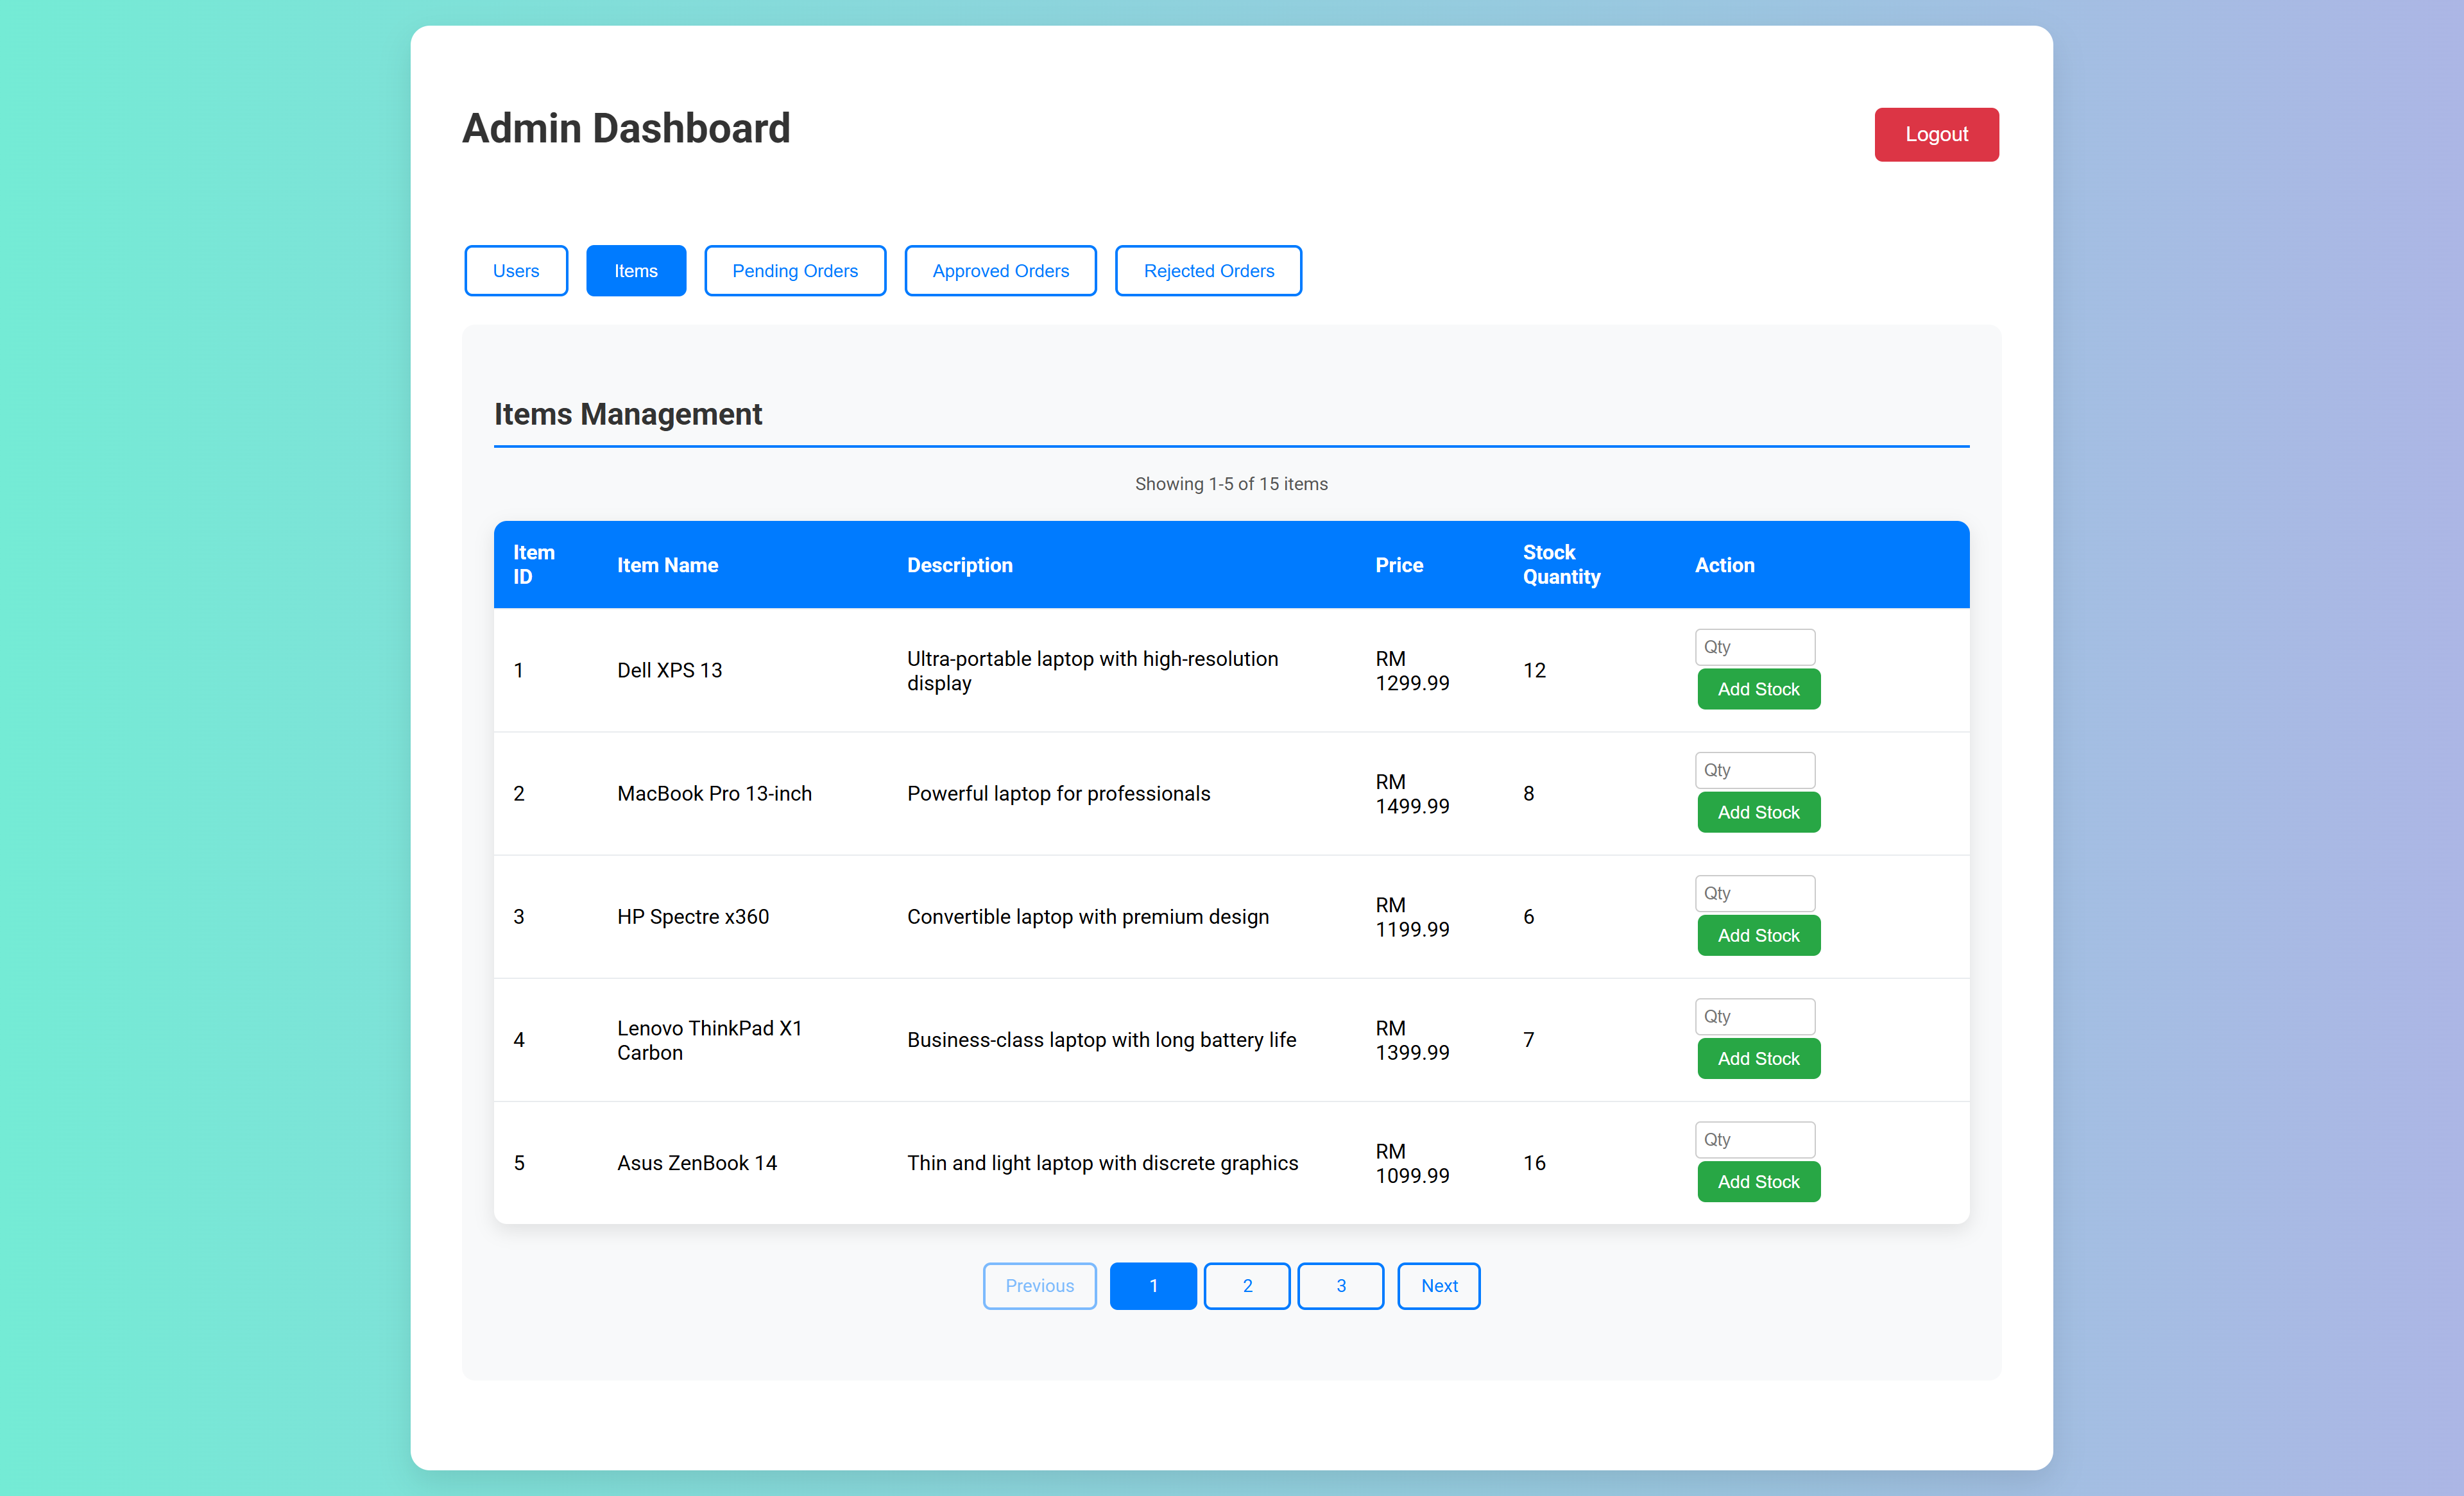 Admin Dashboard
Logout
Users
Items
Pending Orders
Approved Orders
Rejected Orders
Items Management
Showing 1-5 of 15 items
Item
ID
Item Name
Description
Price
Stock
Quantity
Action
1
Dell XPS 13
Ultra-portable laptop with high-resolution
display
RM
1299.99
12
Qty
Add Stock
2
MacBook Pro 13-inch
Powerful laptop for professionals
RM
1499.99
8
Qty
Add Stock
3
HP Spectre x360
Convertible laptop with premium design
RM
1199.99
6
Qty
Add Stock
4
Lenovo ThinkPad X1
Carbon
Business-class laptop with long battery life
RM
1399.99
7
Qty
Add Stock
5
Asus ZenBook 14
Thin and light laptop with discrete graphics
RM
1099.99
16
Qty
Add Stock
Previous
1
2
3
Next